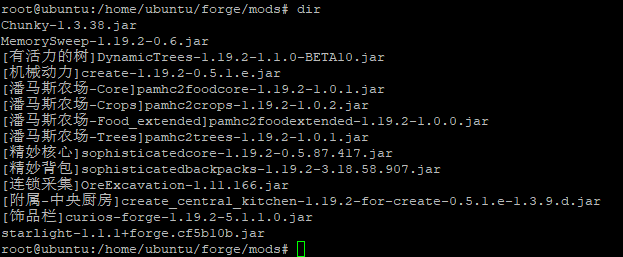 root@ubuntu:/home/ubuntu/forge/mods# dir
Chunky-1.3.38.jar
MemorySweep-1.19.2-0.6.jar
[有活力的树]DynamicTrees-1.19.2-1.1.0-BETA10.jar
[机械动力]create-1.19.2-0.5.1.e.jar
[潘马斯农场-Core]pamhc2foodcore-1.19.2-1.0.1.jar
[潘马斯农场-Crops]pamhc2crops-1.19.2-1.0.2.jar
[潘马斯农场-Food_extended]pamhc2foodextended-1.19.2-1.0.0.jar
[潘马斯农场-Trees]pamhc2trees-1.19.2-1.0.1.jar
[精妙核心]sophisticatedcore-1.19.2-0.5.87.417.jar
[精妙背包]sophisticatedbackpacks-1.19.2-3.18.58.907.jar
[连锁采集]OreExcavation-1.11.166.jar
[附属-中央厨房]create_central_kitchen-1.19.2-for-create-0.5.1.e-1.3.9.d.jar
[饰品栏]curios-forge-1.19.2-5.1.1.0.jar
starlight-1.1.1+forge.cf5b10b.jar
root@ubuntu:/home/ubuntu/forge/mods#